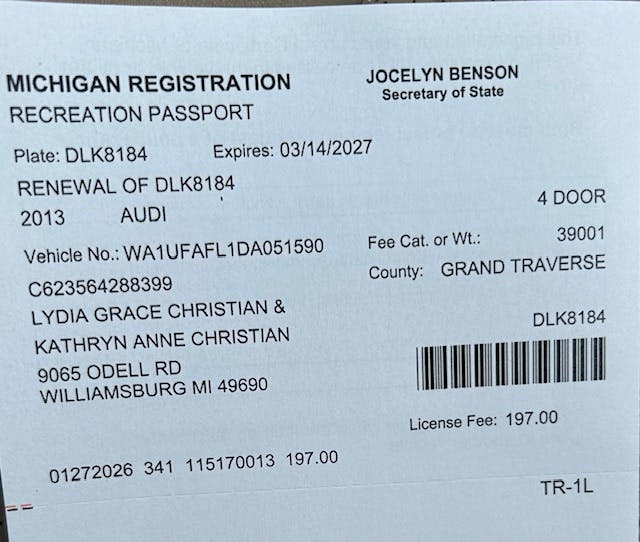 MICHIGAN REGISTRATION
JOCELYN BENSON
Secretary of State
RECREATION PASSPORT
Plate: DLK8184 Expires: 03/14/2027
RENEWAL OF DLK8184
2013 AUDI 4 DOOR
Vehicle No.: WA1UFAFL1DA051590 Fee Cat. or Wt.: 39001
C623564288399 County: GRAND TRAVERSE
LYDIA GRACE CHRISTIAN &
KATHRYN ANNE CHRISTIAN DLK8184
9065 ODELL RD
WILLIAMSBURG MI 49690
License Fee: 197.00
01272026 341 115170013 197.00
TR-1L